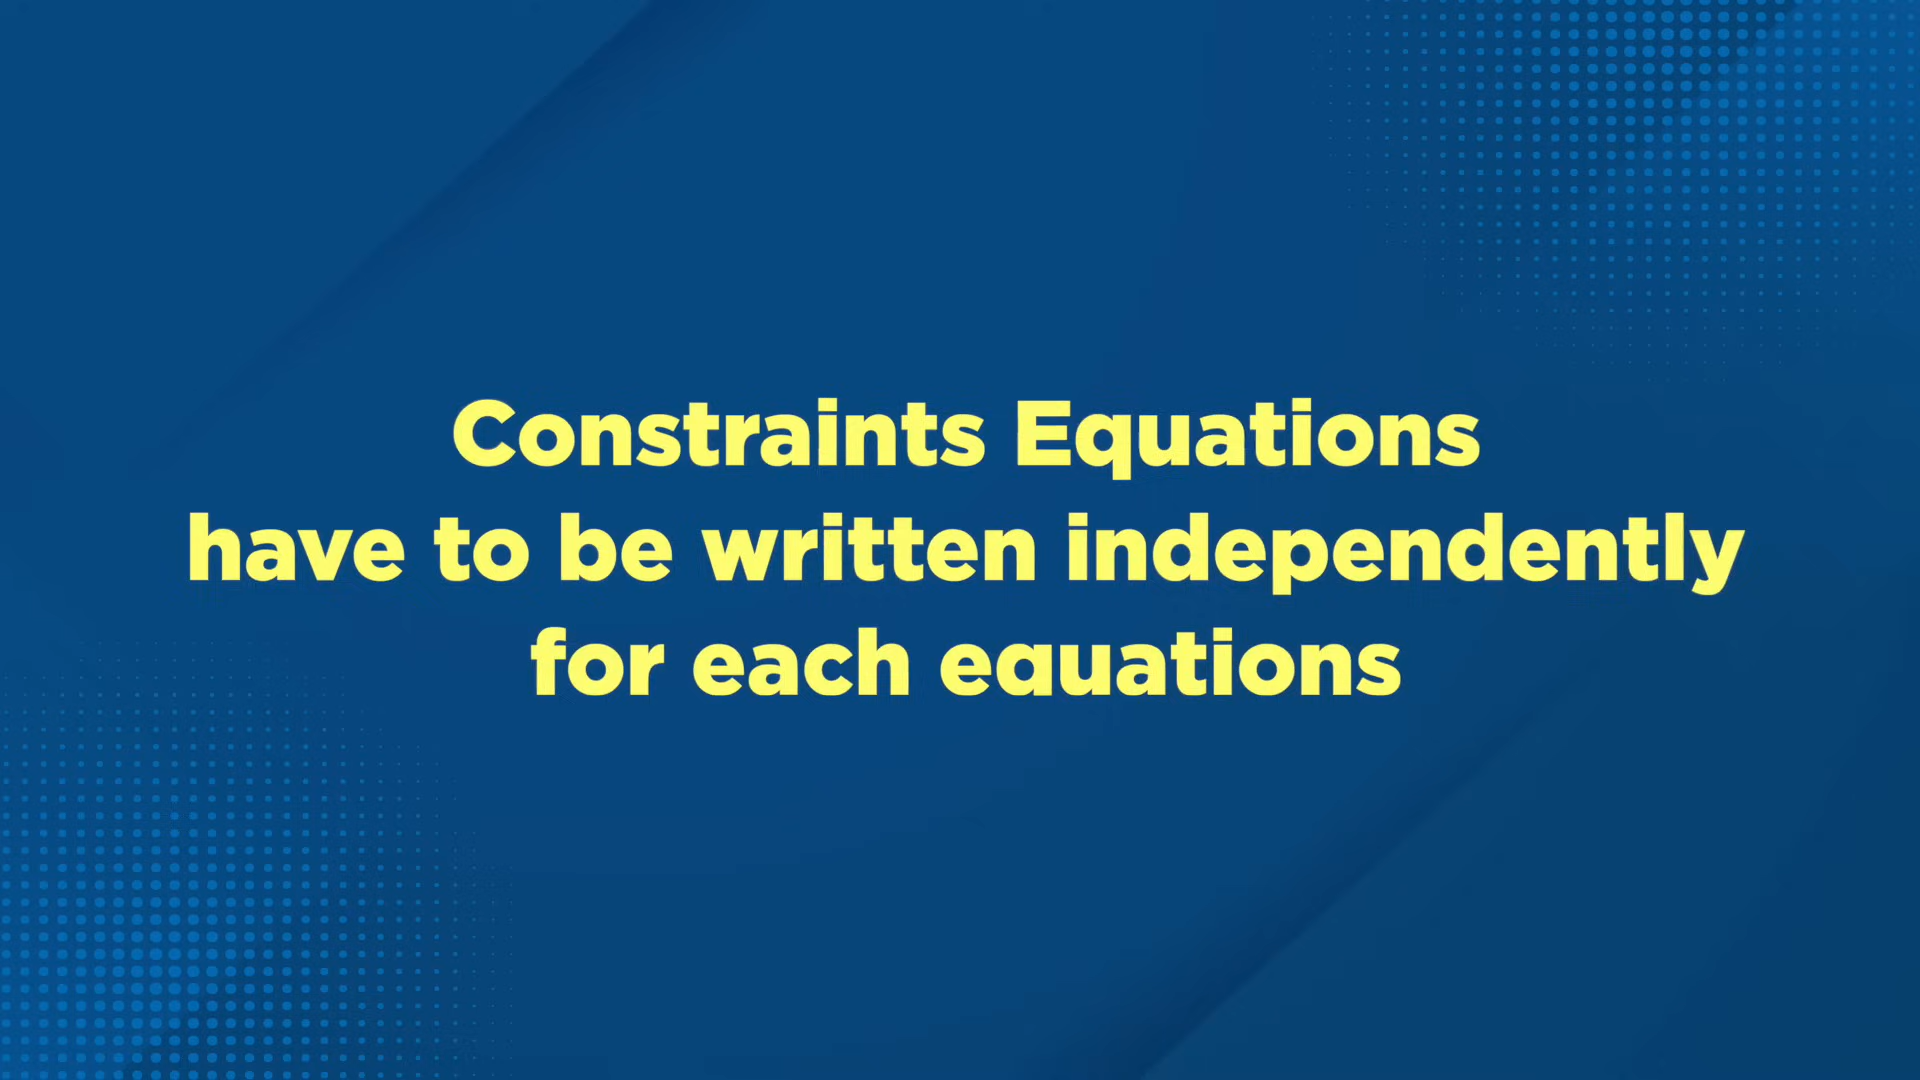 Constraints Equations
have to be written independently
for each equations